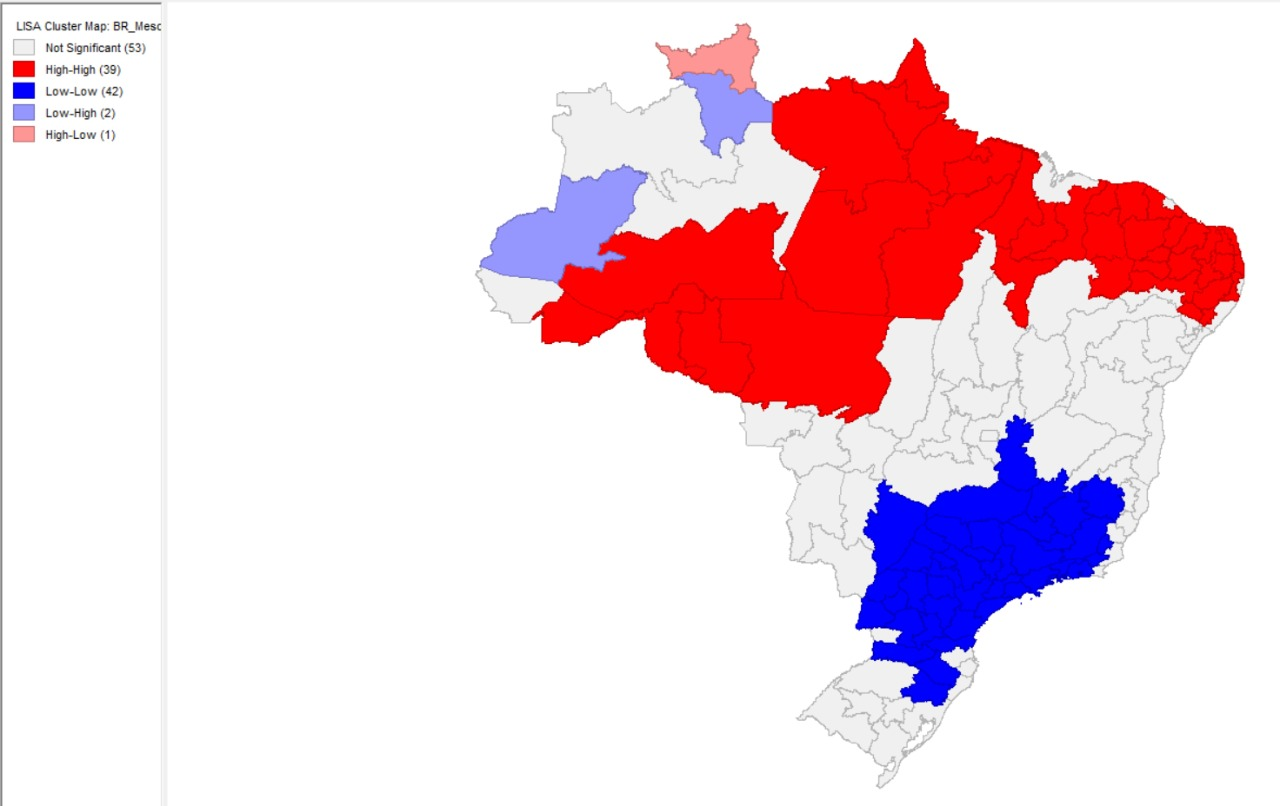 LISA Cluster Map: BR_Meso
Not Significant (53)
High-High (39)
Low-Low (42)
Low-High (2)
High-Low (1)